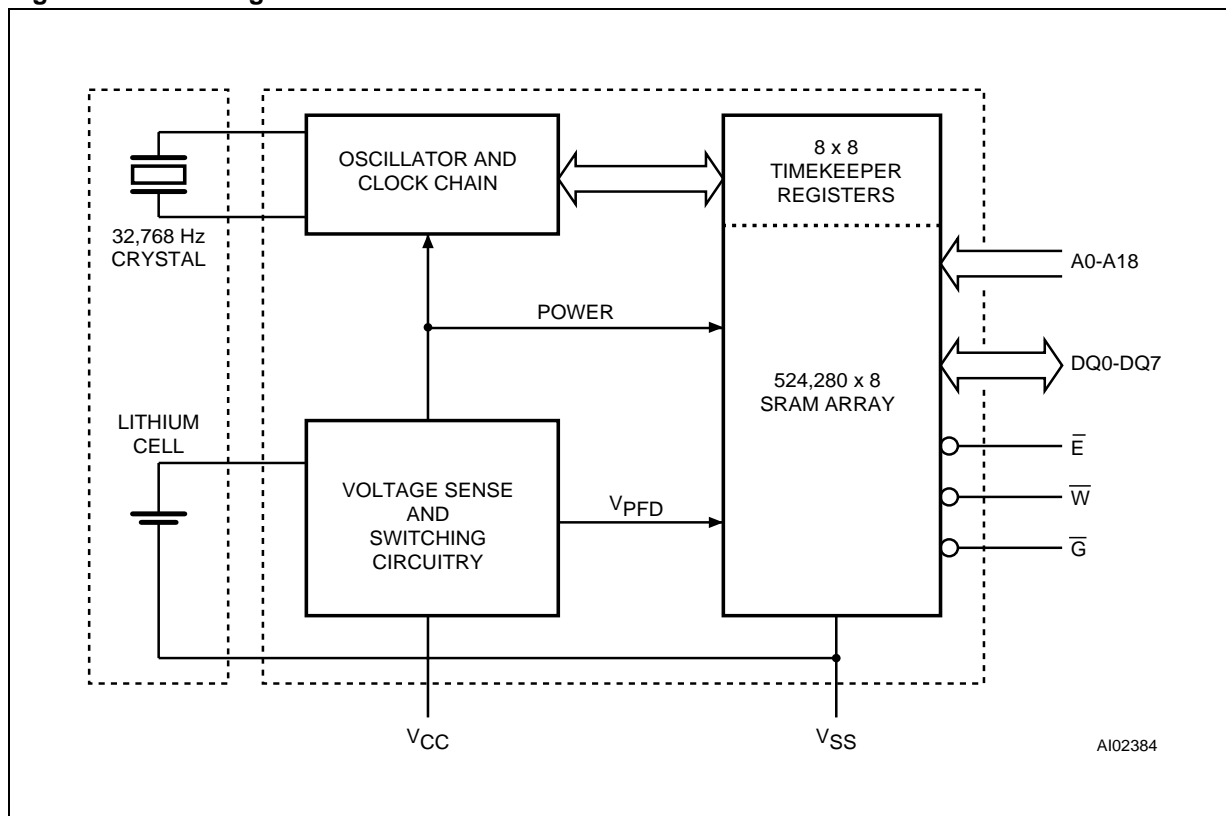 OSCILLATOR AND
CLOCK CHAIN
8 x 8
TIMEKEEPER
REGISTERS
32,768 Hz
CRYSTAL
A0-A18
POWER
DQ0-DQ7
524,280 x 8
SRAM ARRAY
LITHIUM
CELL
E̅
VOLTAGE SENSE
AND
SWITCHING
CIRCUITRY
VPFD
W̅
G̅
VCC
VSS
AI02384